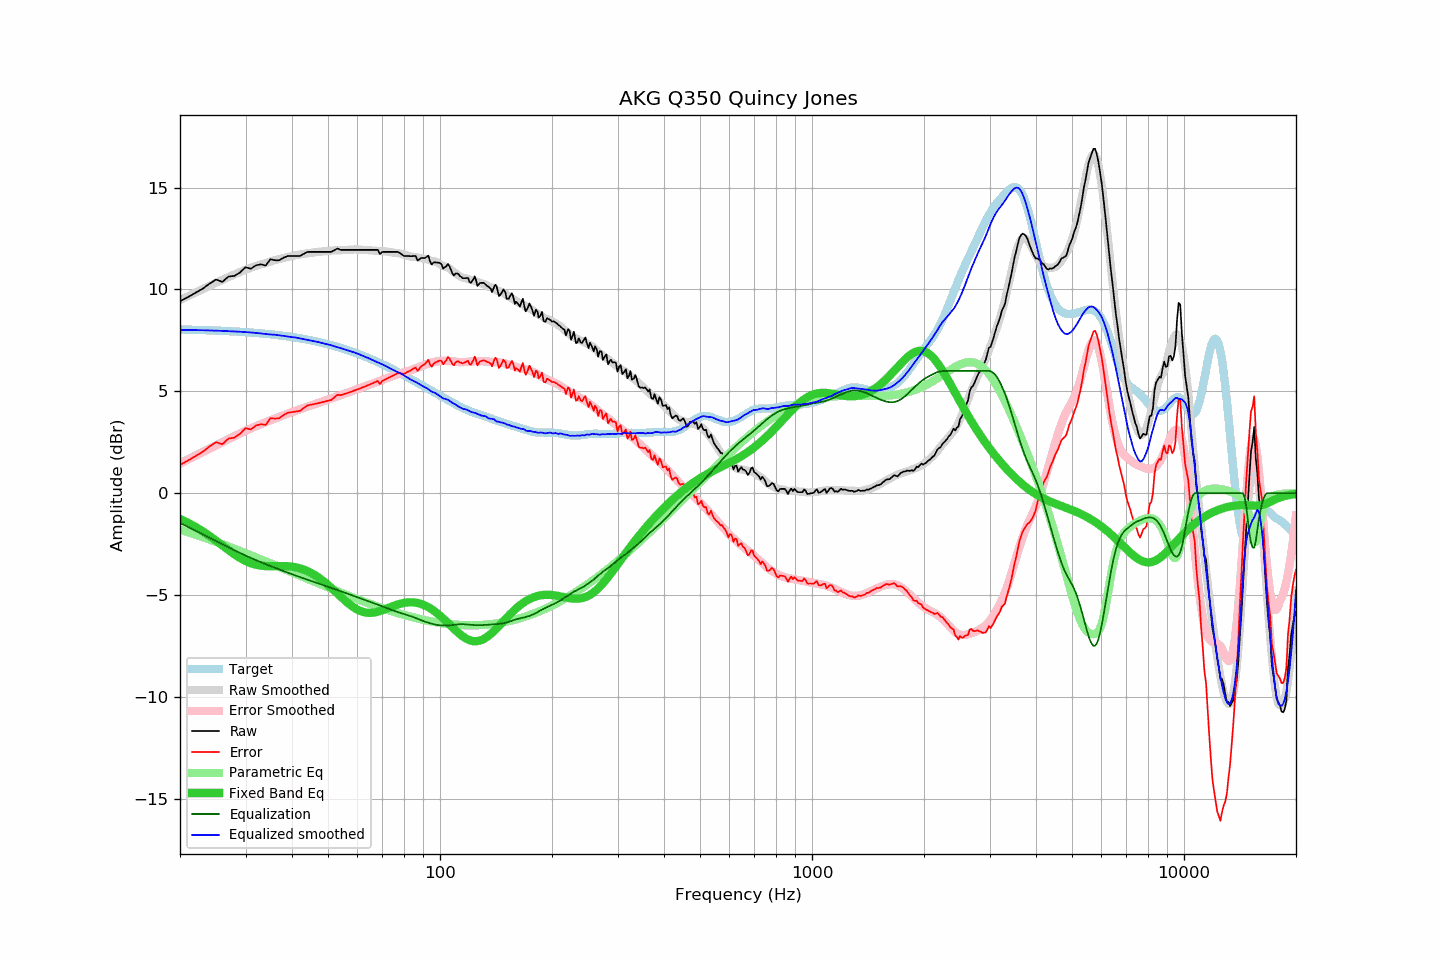 AKG Q350 Quincy Jones
15
10
5
0
−5
−10
−15
Amplitude (dBr)
Target
Raw Smoothed
Error Smoothed
Raw
Error
Parametric Eq
Fixed Band Eq
Equalization
Equalized smoothed
100
1000
10000
Frequency (Hz)